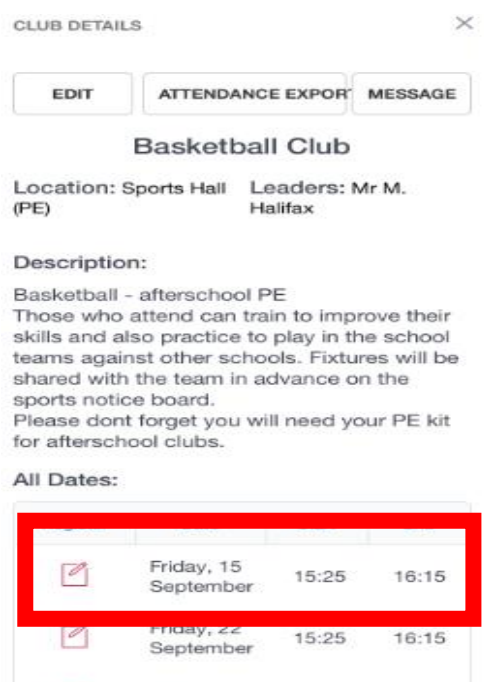 CLUB DETAILS
EDIT ATTENDANCE EXPOR MESSAGE
Basketball Club
Location: Sports Hall Leaders: Mr M.
(PE) Halifax
Description:
Basketball - afterschool PE
Those who attend can train to improve their
skills and also practice to play in the school
teams against other schools. Fixtures will be
shared with the team in advance on the
sports notice board.
Please dont forget you will need your PE kit
for afterschool clubs.
All Dates:
Friday, 15
September 15:25 16:15
Friday, 22
September 15:25 16:15